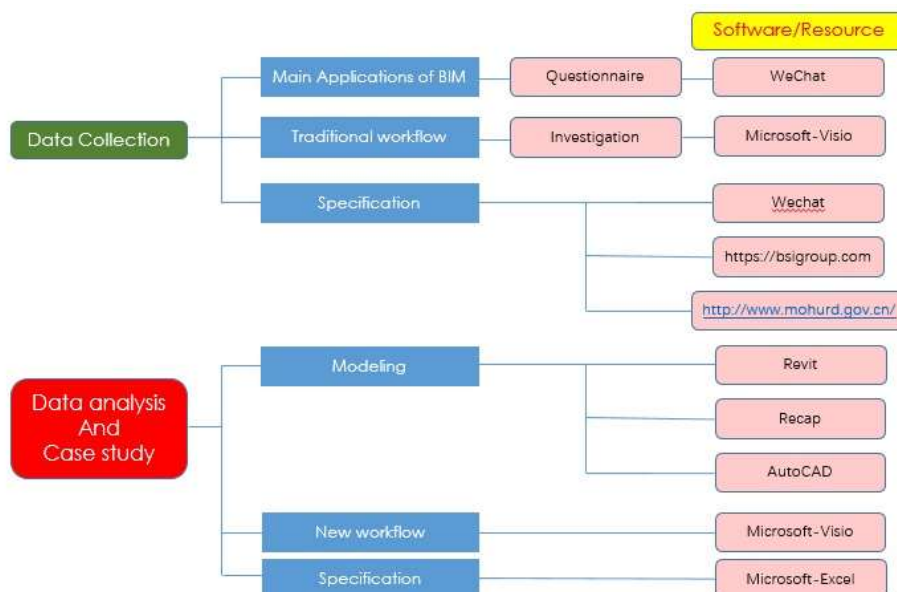 Software/Resource
Main Applications of BIM
Questionnaire
WeChat
Data Collection
Traditional workflow
Investigation
Microsoft-Visio
Specification
Wechat
https://bsigroup.com
http://www.mohurd.gov.cn/
Modeling
Revit
Data analysis
And
Case study
Recap
AutoCAD
New workflow
Microsoft-Visio
Specification
Microsoft-Excel